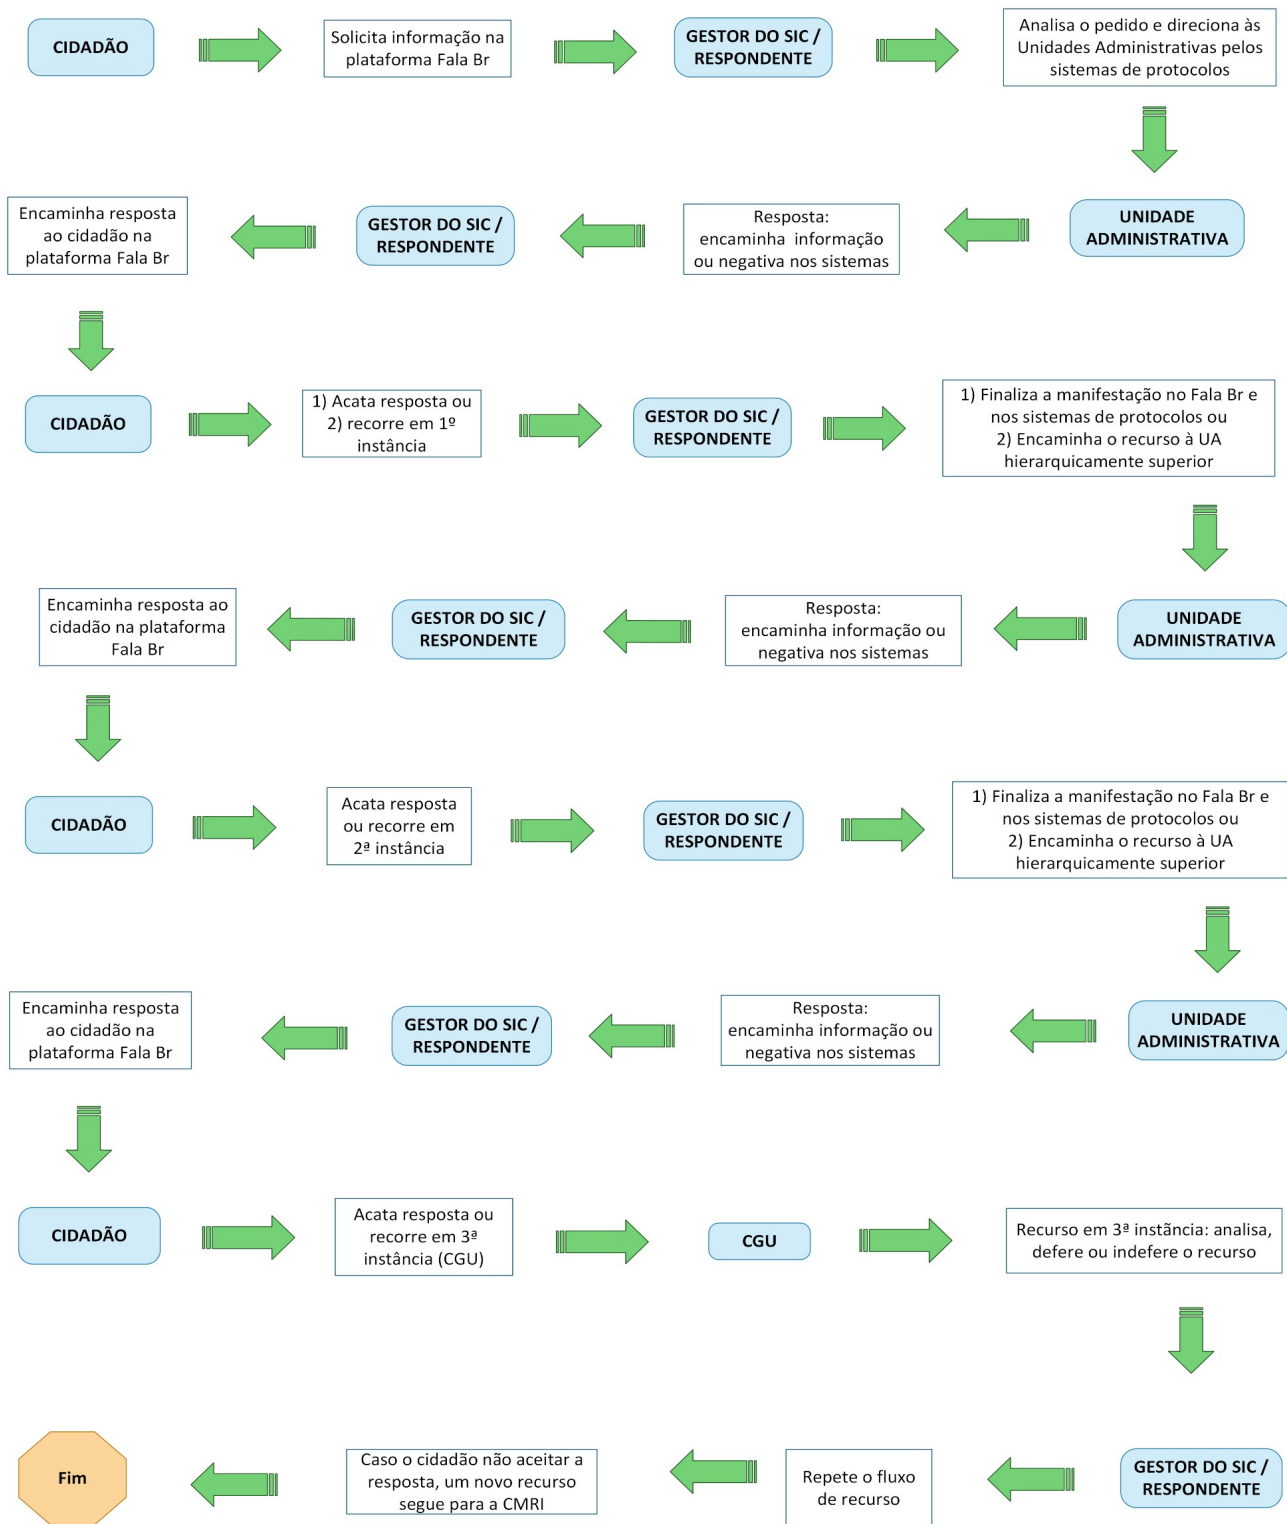 CIDADÃO
Solicita informação na
plataforma Fala Br
GESTOR DO SIC /
RESPONDENTE
Analisa o pedido e direciona às
Unidades Administrativas pelos
sistemas de protocolos
UNIDADE
ADMINISTRATIVA
Resposta:
encaminha informação
ou negativa nos sistemas
GESTOR DO SIC /
RESPONDENTE
Encaminha resposta
ao cidadão na
plataforma Fala Br
CIDADÃO
1) Acata resposta ou
2) recorre em 1º
instância
GESTOR DO SIC /
RESPONDENTE
1) Finaliza a manifestação no Fala Br e
nos sistemas de protocolos ou
2) Encaminha o recurso à UA
hierarquicamente superior
UNIDADE
ADMINISTRATIVA
Resposta:
encaminha informação ou
negativa nos sistemas
GESTOR DO SIC /
RESPONDENTE
Encaminha resposta ao
cidadão na plataforma
Fala Br
CIDADÃO
Acata resposta
ou recorre em
2ª instância
GESTOR DO SIC /
RESPONDENTE
1) Finaliza a manifestação no Fala Br e
nos sistemas de protocolos ou
2) Encaminha o recurso à UA
hierarquicamente superior
UNIDADE
ADMINISTRATIVA
Resposta:
encaminha informação ou
negativa nos sistemas
GESTOR DO SIC /
RESPONDENTE
Encaminha resposta
ao cidadão na
plataforma Fala Br
CIDADÃO
Acata resposta ou
recorre em 3ª
instância (CGU)
CGU
Recurso em 3ª instãncia: analisa,
defere ou indefere o recurso
GESTOR DO SIC /
RESPONDENTE
Repete o fluxo
de recurso
Caso o cidadão não aceitar a
resposta, um novo recurso
segue para a CMRI
Fim